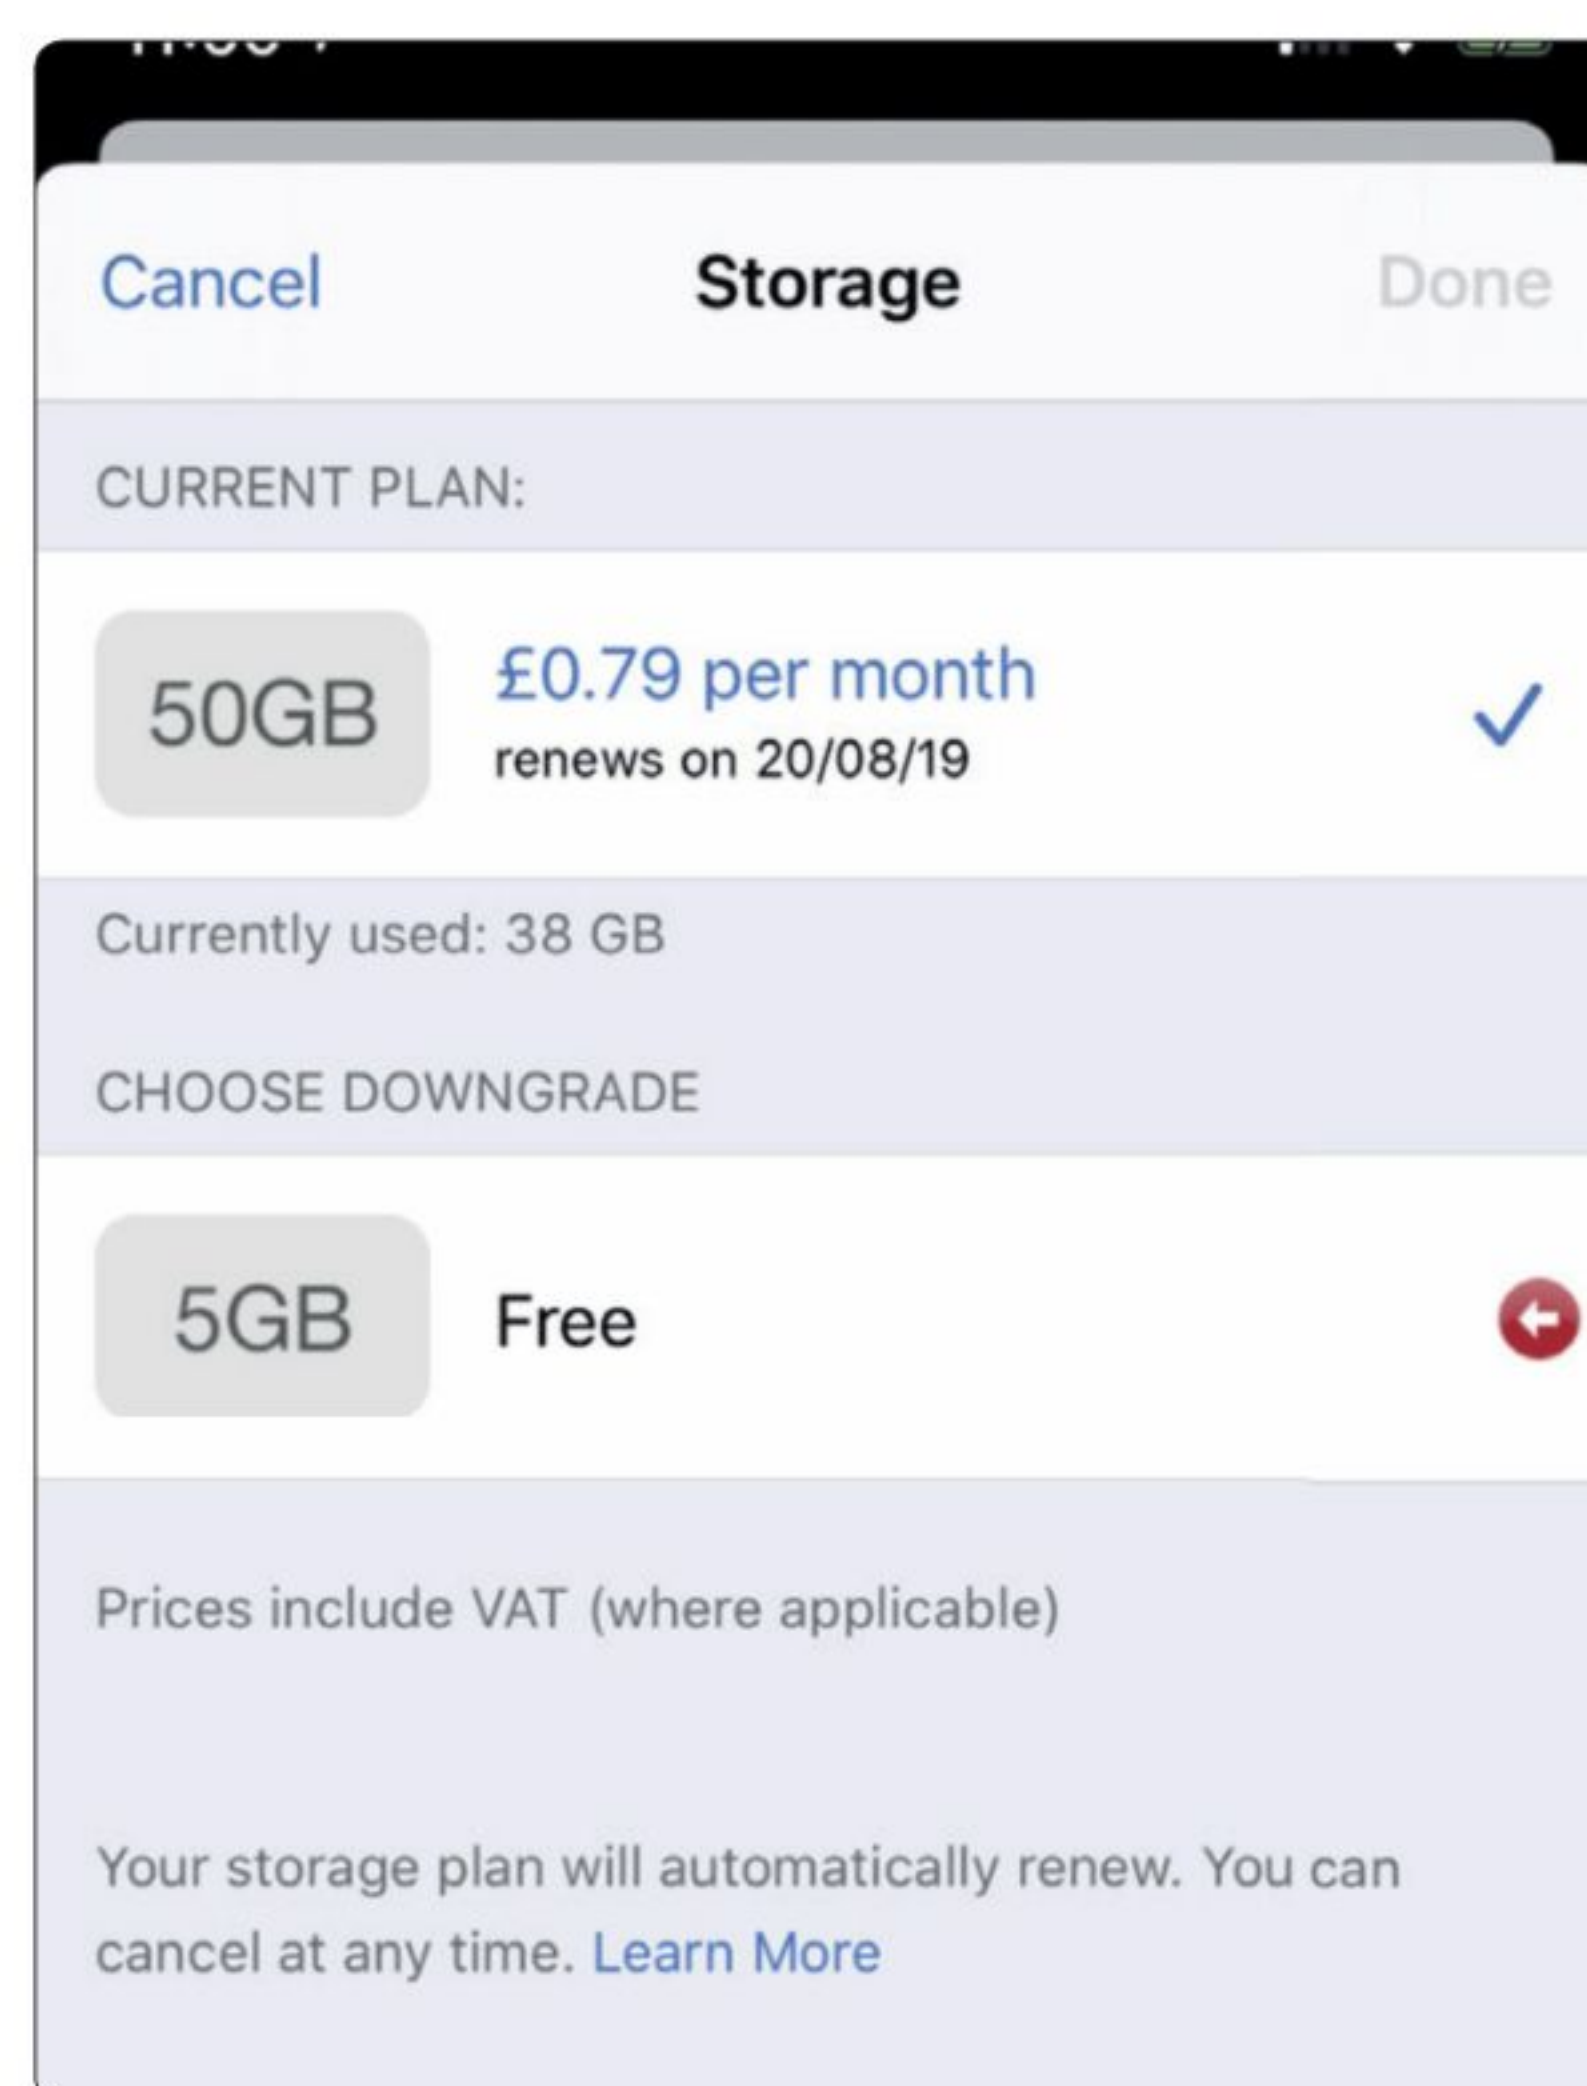 Cancel
Storage
Done
CURRENT PLAN:
50GB
£0.79 per month
renews on 20/08/19
Currently used: 38 GB
CHOOSE DOWNGRADE
5GB
Free
Prices include VAT (where applicable)
Your storage plan will automatically renew. You can
cancel at any time. Learn More